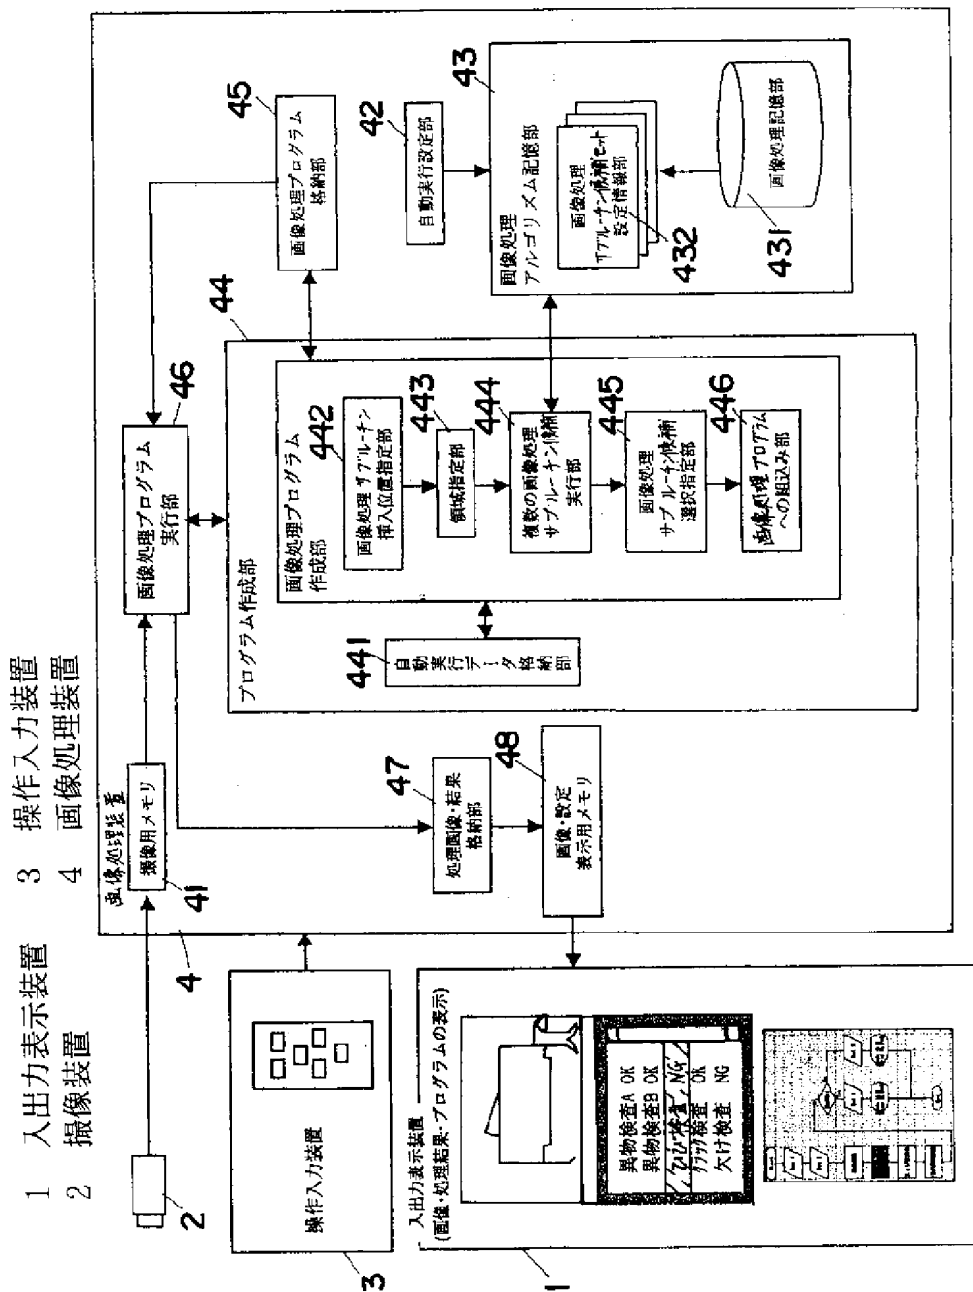 1 入出力表示装置
2 撮像装置
3 操作入力装置
4 画像処理装置
画像処理装置
4
撮像用メモリ
41
2
画像処理プログラム
実行部
46
画像処理プログラム
格納部
45
自動実行設定部
42
43
画像処理
アルゴリズム記憶部
画像処理
サブルーチン候補セット
設定情報部
432
画像処理記憶部
431
44
プログラム作成部
画像処理プログラム
作成部
442
画像処理サブルーチン
挿入位置指定部
443
領域指定部
444
複数の画像処理
サブルーチン候補
実行部
445
画像処理
サブルーチン候補
選択指定部
446
画像処理プログラム
への組込み部
441
自動実行データ格納部
47
処理画像・結果
格納部
48
画像・設定
表示用メモリ
操作入力装置
3
入出力表示装置
(画像・処理結果・プログラムの表示)
異物検査A OK
異物検査B OK
ひび検査 NG
クラック検査 OK
欠け検査 NG
1